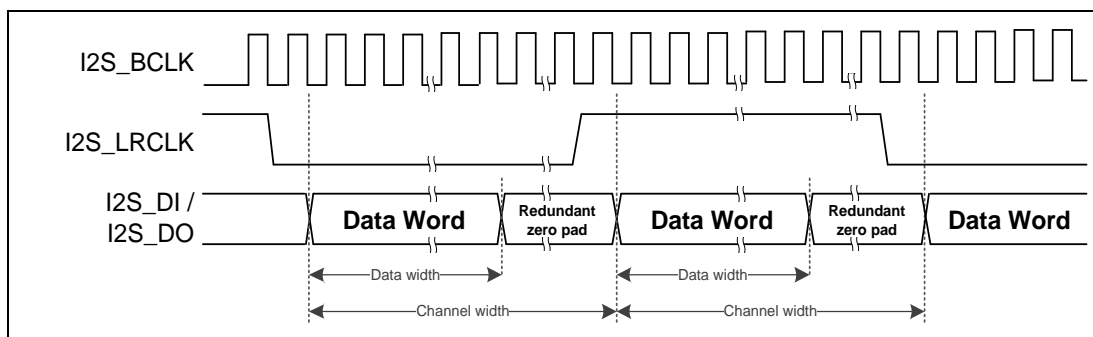 I2S_BCLK
I2S_LRCLK
I2S_DI /
I2S_DO
Data Word
Redundant
zero pad
Data Word
Redundant
zero pad
Data Word
Data width
Data width
Channel width
Channel width